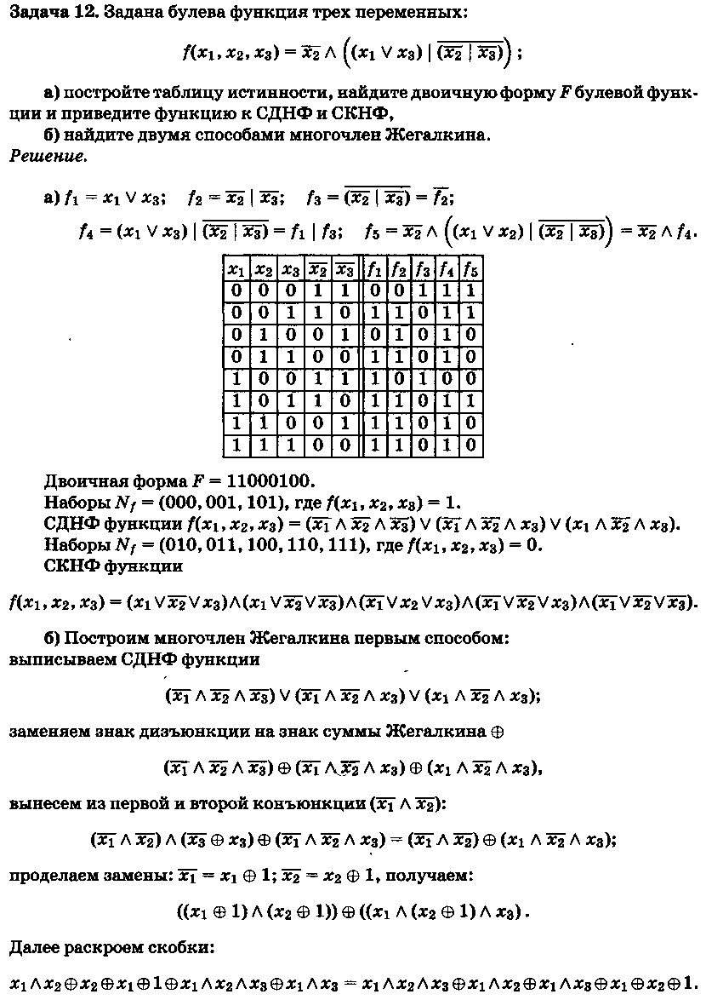 Задача 12. Задана булева функция трех переменных:
f(x₁, x₂, x₃) = x̅₂ ∧ ((x₁ ∨ x₃) | \overline{(x̅₂ | x̅₃)}) ;
а) постройте таблицу истинности, найдите двоичную форму F булевой функ-
ции и приведите функцию к СДНФ и СКНФ,
б) найдите двумя способами многочлен Жегалкина.
Решение.
а) f₁ = x₁ ∨ x₃; f₂ = x̅₂ | x̅₃; f₃ = \overline{(x̅₂ | x̅₃)} = f̅₂;
f₄ = (x₁ ∨ x₃) | \overline{(x̅₂ | x̅₃)} = f₁ | f₃; f₅ = x̅₂ ∧ ((x₁ ∨ x₂) | \overline{(x̅₂ | x̅₃)}) = x̅₂ ∧ f₄.
x₁ x₂ x₃ x̅₂ x̅₃ f₁ f₂ f₃ f₄ f₅
0 0 0 1 1 0 0 1 1 1
0 0 1 1 0 1 1 0 1 1
0 1 0 0 1 0 1 0 1 0
0 1 1 0 0 1 1 0 1 0
1 0 0 1 1 1 0 1 0 0
1 0 1 1 0 1 1 0 1 1
1 1 0 0 1 1 1 0 1 0
1 1 1 0 0 1 1 0 1 0
Двоичная форма F = 11000100.
Наборы N_f = (000, 001, 101), где f(x₁, x₂, x₃) = 1.
СДНФ функции f(x₁, x₂, x₃) = (x̅₁ ∧ x̅₂ ∧ x̅₃) ∨ (x̅₁ ∧ x̅₂ ∧ x₃) ∨ (x₁ ∧ x̅₂ ∧ x₃).
Наборы N_f = (010, 011, 100, 110, 111), где f(x₁, x₂, x₃) = 0.
СКНФ функции
f(x₁, x₂, x₃) = (x₁∨x̅₂∨x₃)∧(x₁∨x̅₂∨x̅₃)∧(x̅₁∨x₂∨x₃)∧(x̅₁∨x̅₂∨x₃)∧(x̅₁∨x̅₂∨x̅₃).
б) Построим многочлен Жегалкина первым способом:
выписываем СДНФ функции
(x̅₁ ∧ x̅₂ ∧ x̅₃) ∨ (x̅₁ ∧ x̅₂ ∧ x₃) ∨ (x₁ ∧ x̅₂ ∧ x₃);
заменяем знак дизъюнкции на знак суммы Жегалкина ⊕
(x̅₁ ∧ x̅₂ ∧ x̅₃) ⊕ (x̅₁ ∧ x̅₂ ∧ x₃) ⊕ (x₁ ∧ x̅₂ ∧ x₃),
вынесем из первой и второй конъюнкции (x̅₁ ∧ x̅₂):
(x̅₁ ∧ x̅₂) ∧ (x̅₃ ⊕ x₃) ⊕ (x̅₁ ∧ x̅₂ ∧ x₃) = (x̅₁ ∧ x̅₂) ⊕ (x₁ ∧ x̅₂ ∧ x₃);
проделаем замены: x̅₁ = x₁ ⊕ 1; x̅₂ = x₂ ⊕ 1, получаем:
((x₁ ⊕ 1) ∧ (x₂ ⊕ 1)) ⊕ ((x₁ ∧ (x₂ ⊕ 1) ∧ x₃) .
Далее раскроем скобки:
x₁∧x₂⊕x₂⊕x₁⊕1⊕x₁∧x₂∧x₃⊕x₁∧x₃ = x₁∧x₂∧x₃⊕x₁∧x₂⊕x₁∧x₃⊕x₁⊕x₂⊕1.